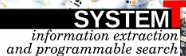 SYSTEMT
information extraction
and programmable search